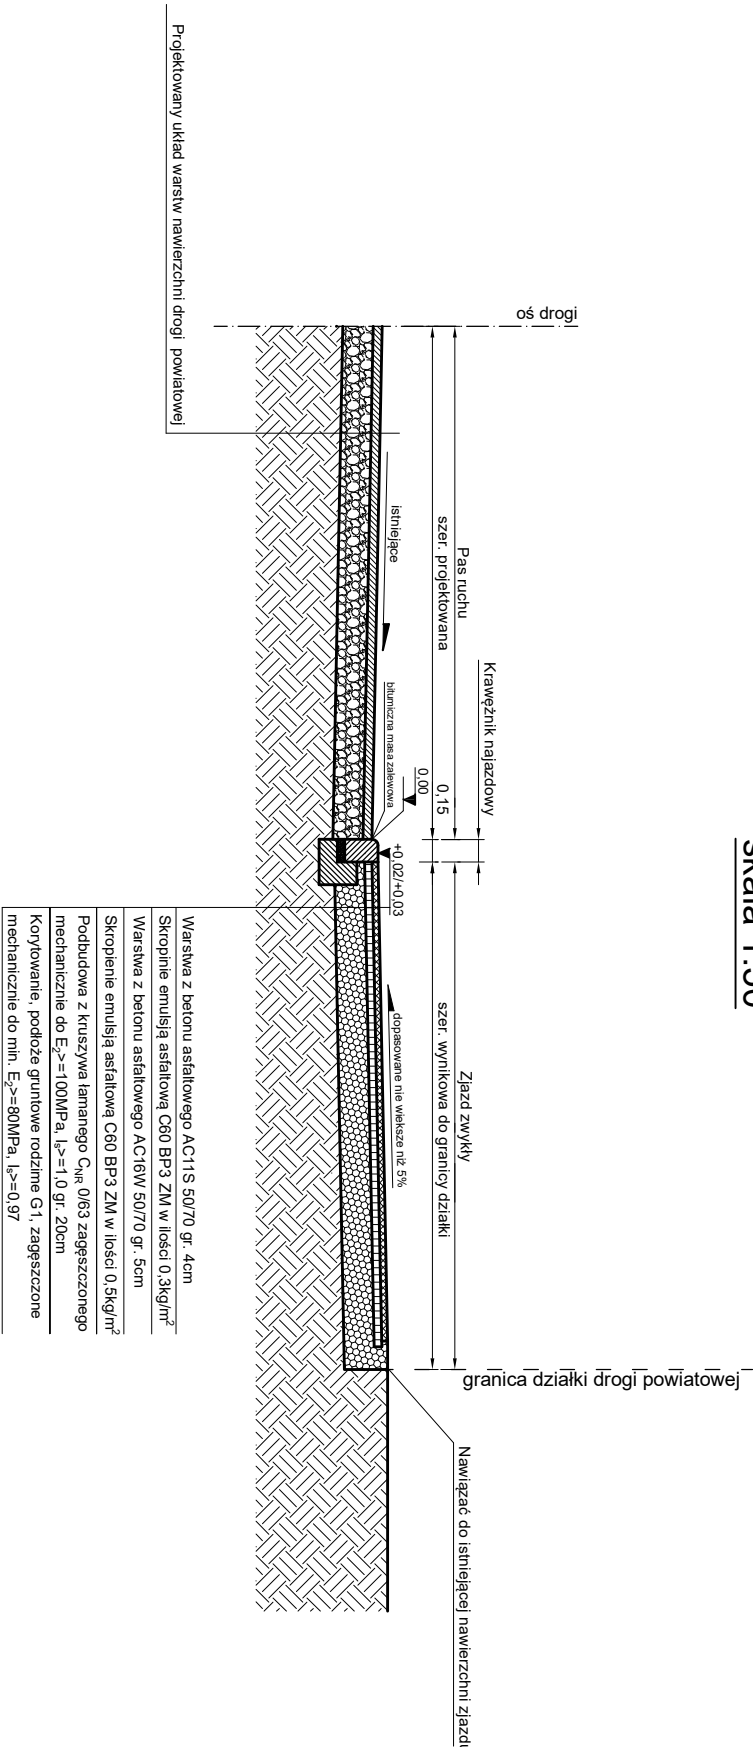 skala 1:50
oś drogi
Pas ruchu
szer. projektowana
Krawężnik najazdowy
0,15
Zjazd zwykły
szer. wynikowa do granicy działki
granica działki drogi powiatowej
Nawiązać do istniejącej nawierzchni zjazdu
istniejące
bitumiczna masa zalewowa
0,00
+0,02/+0,03
dopasowane nie wieksze niż 5%
Projektowany układ warstw nawierzchni drogi powiatowej
Warstwa z betonu asfaltowego AC11S 50/70 gr. 4cm
Skropinie emulsją asfaltową C60 BP3 ZM w ilości 0,3kg/m²
Warstwa z betonu asfaltowego AC16W 50/70 gr. 5cm
Skropienie emulsją asfaltową C60 BP3 ZM w ilości 0,5kg/m²
Podbudowa z kruszywa łamanego C_NR 0/63 zagęszczonego
mechanicznie do E₂>=100MPa, Iₛ>=1,0 gr. 20cm
Korytowanie, podłoże gruntowe rodzime G1, zagęszczone
mechanicznie do min. E₂>=80MPa, Iₛ>=0,97